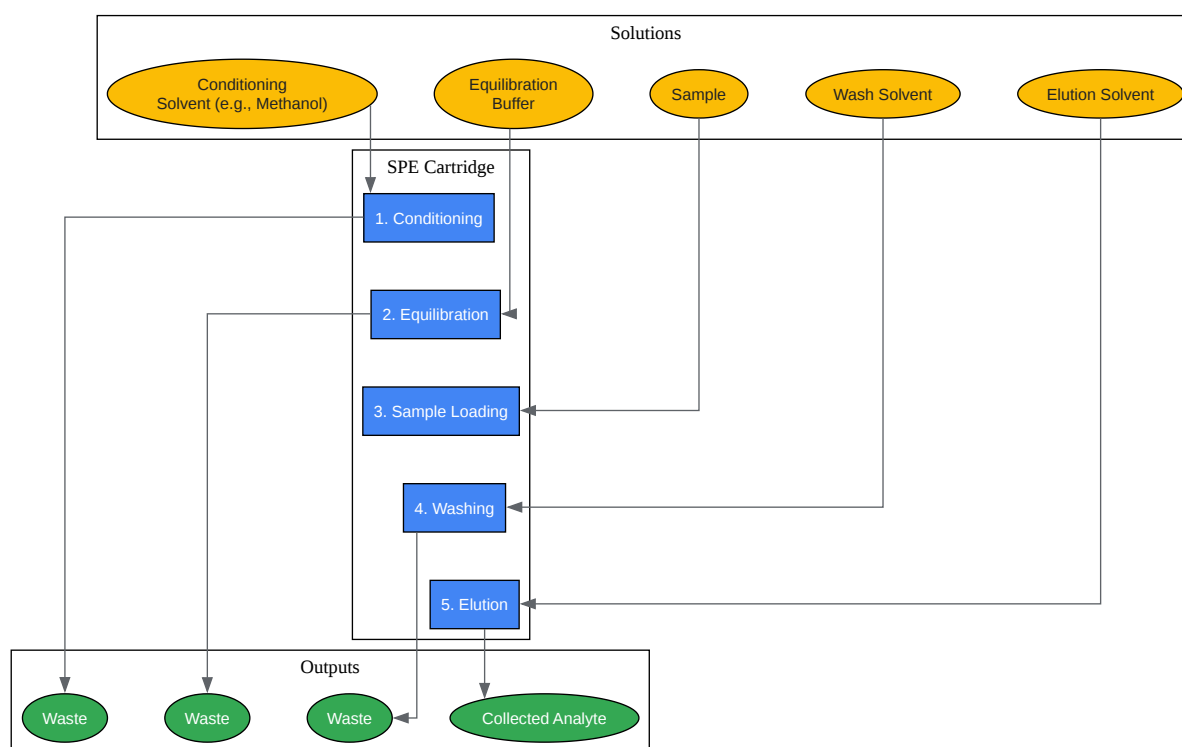 Solutions
Conditioning
Solvent (e.g., Methanol)
Equilibration
Buffer
Sample
Wash Solvent
Elution Solvent
SPE Cartridge
1. Conditioning
2. Equilibration
3. Sample Loading
4. Washing
5. Elution
Outputs
Waste
Waste
Waste
Collected Analyte